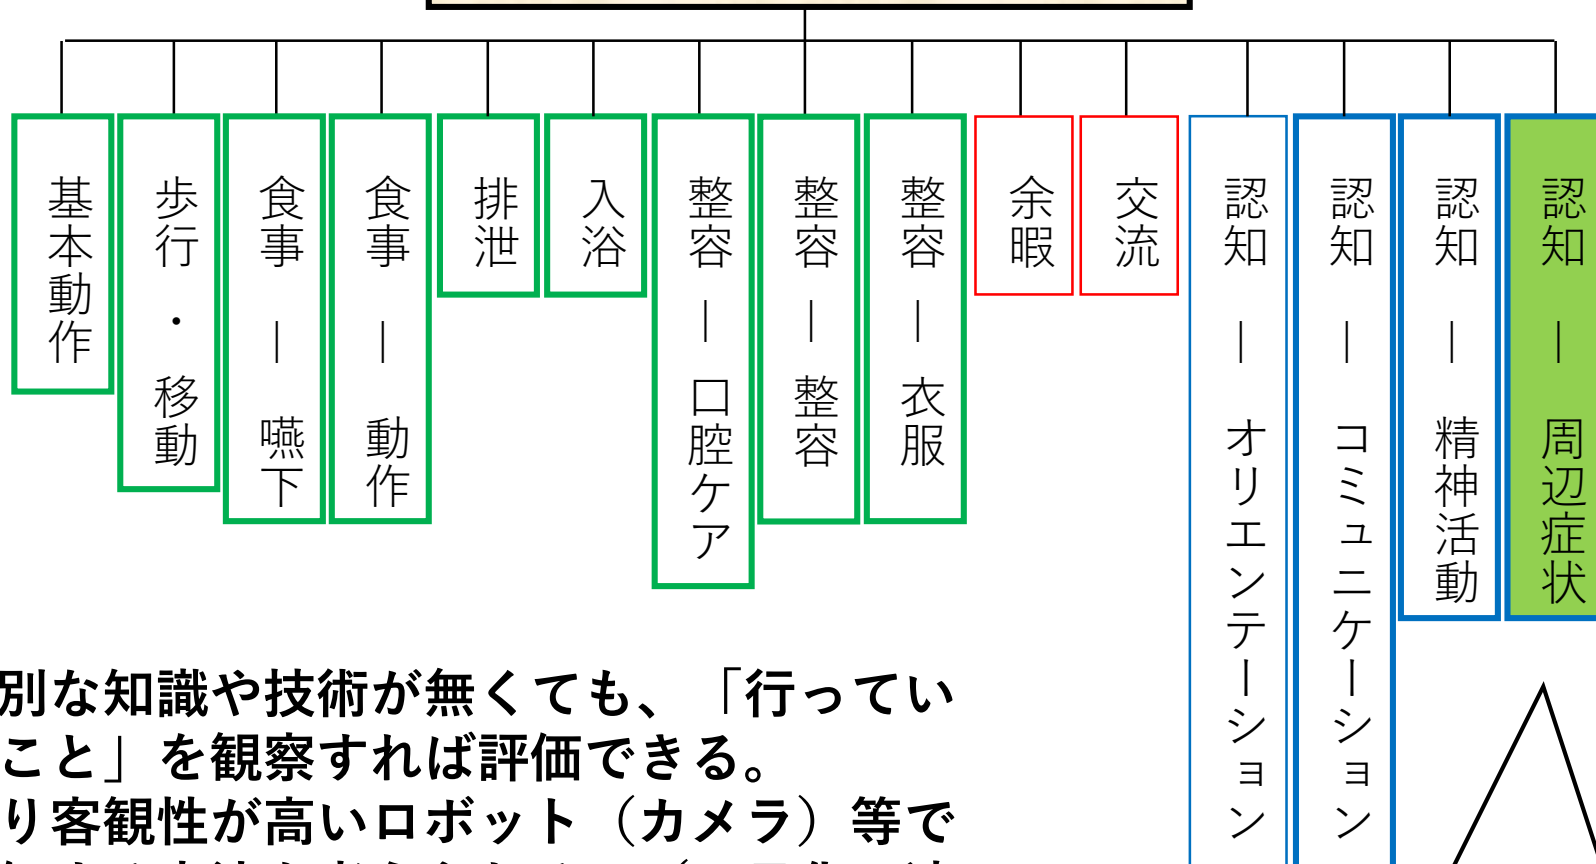 基本動作
歩行・移動
食事 — 嚥下
食事 — 動作
排泄
入浴
整容 — 口腔ケア
整容 — 整容
整容 — 衣服
余暇
交流
認知 — オリエンテーション
認知 — コミュニケーション
認知 — 精神活動
認知 — 周辺症状
別な知識や技術が無くても、「行ってい
こと」を観察すれば評価できる。
り客観性が高いロボット（カメラ）等で